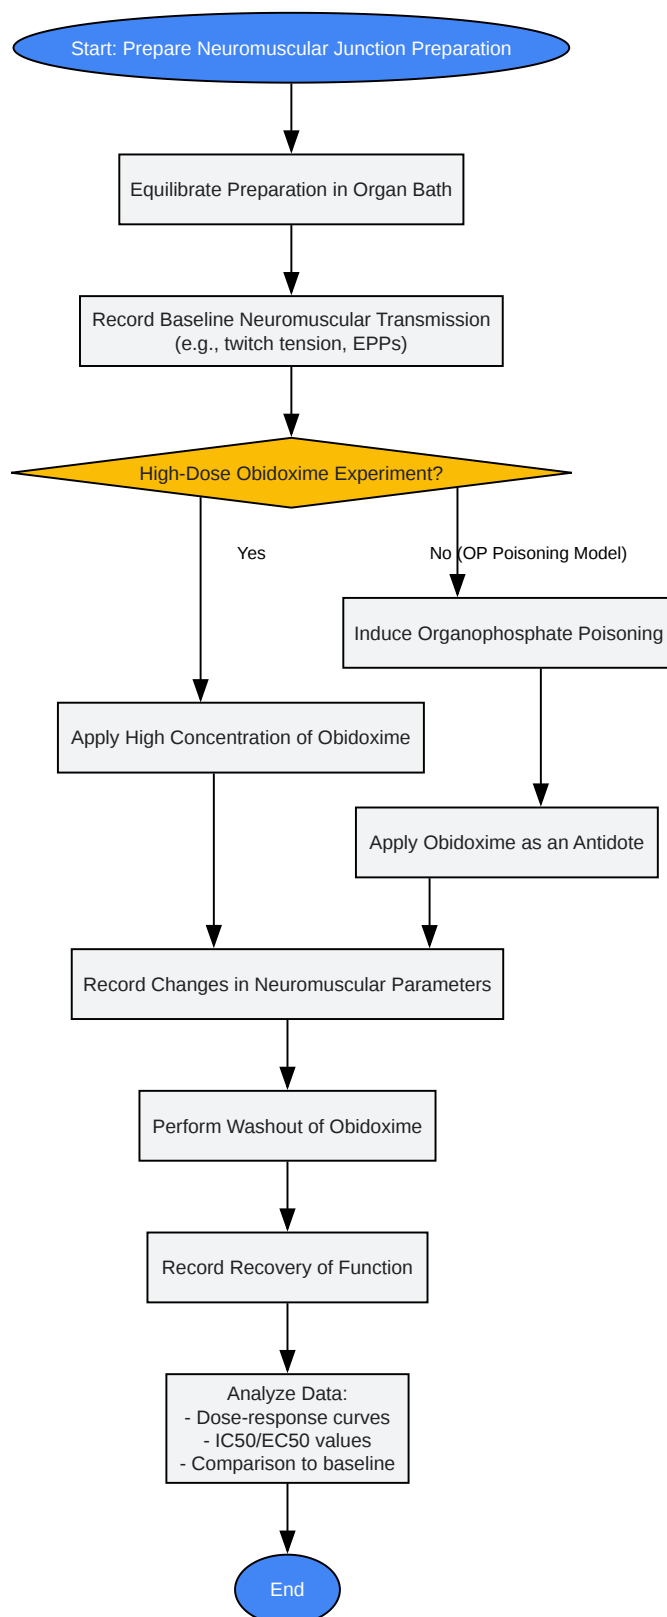 Start: Prepare Neuromuscular Junction Preparation
Equilibrate Preparation in Organ Bath
Record Baseline Neuromuscular Transmission
(e.g., twitch tension, EPPs)
High-Dose Obidoxime Experiment?
Yes
No (OP Poisoning Model)
Induce Organophosphate Poisoning
Apply High Concentration of Obidoxime
Apply Obidoxime as an Antidote
Record Changes in Neuromuscular Parameters
Perform Washout of Obidoxime
Record Recovery of Function
Analyze Data:
- Dose-response curves
- IC50/EC50 values
- Comparison to baseline
End